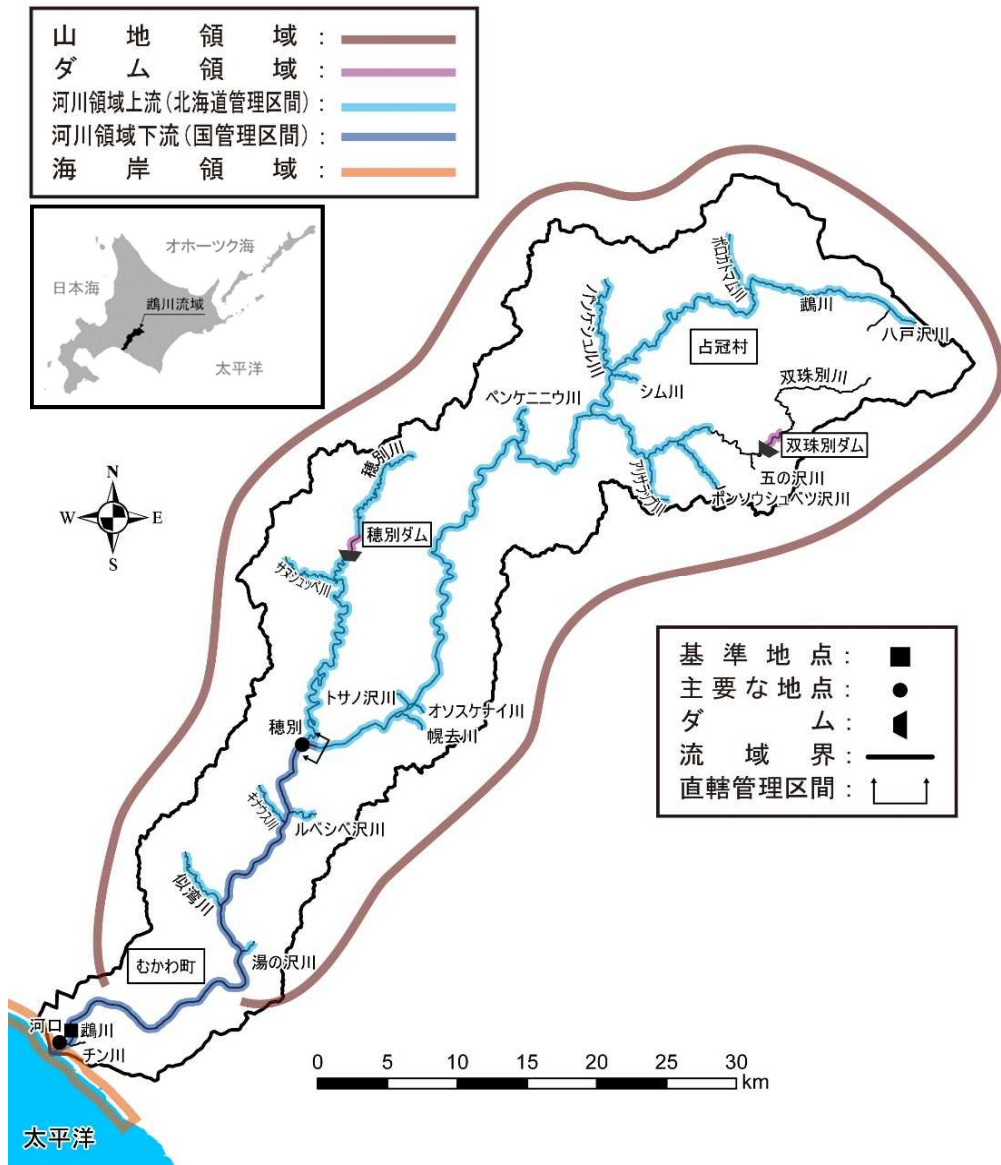 山地領域：
ダム領域：
河川領域上流（北海道管理区間）：
河川領域下流（国管理区間）：
海岸領域：
オホーツク海
日本海
鵡川流域
太平洋
N
W
E
S
ポロカトマム川
鵡川
八戸沢川
パンケシュル川
占冠村
双珠別川
シム川
ペンケニニウ川
双珠別ダム
五の沢川
アリサラップ川
ポンソウシュベツ沢川
穂別川
穂別ダム
サヌシュッペ川
トサノ沢川
オソスケナイ川
幌去川
穂別
キナウス川
ルベシベ沢川
似湾川
湯の沢川
むかわ町
河口
鵡川
チン川
太平洋
基準地点：
主要な地点：
ダム：
流域界：
直轄管理区間：
0 5 10 15 20 25 30
km